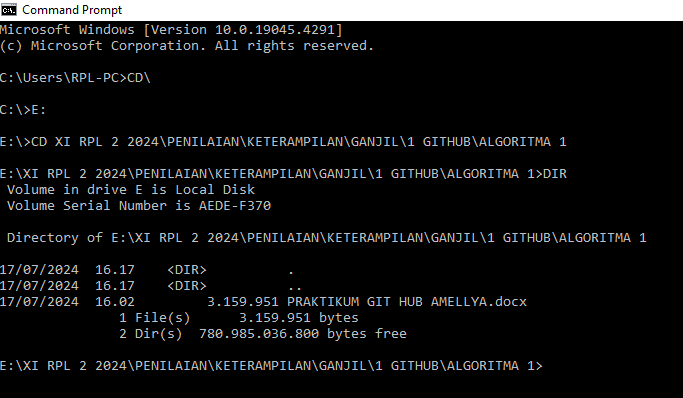 Command Prompt
Microsoft Windows [Version 10.0.19045.4291]
(c) Microsoft Corporation. All rights reserved.
C:\Users\RPL-PC>CD\
C:\>E:
E:\>CD XI RPL 2 2024\PENILAIAN\KETERAMPILAN\GANJIL\1 GITHUB\ALGORITMA 1
E:\XI RPL 2 2024\PENILAIAN\KETERAMPILAN\GANJIL\1 GITHUB\ALGORITMA 1>DIR
 Volume in drive E is Local Disk
 Volume Serial Number is AEDE-F370
 Directory of E:\XI RPL 2 2024\PENILAIAN\KETERAMPILAN\GANJIL\1 GITHUB\ALGORITMA 1
17/07/2024  16.17    <DIR>          .
17/07/2024  16.17    <DIR>          ..
17/07/2024  16.02         3.159.951 PRAKTIKUM GIT HUB AMELLYA.docx
               1 File(s)      3.159.951 bytes
               2 Dir(s)  780.985.036.800 bytes free
E:\XI RPL 2 2024\PENILAIAN\KETERAMPILAN\GANJIL\1 GITHUB\ALGORITMA 1>